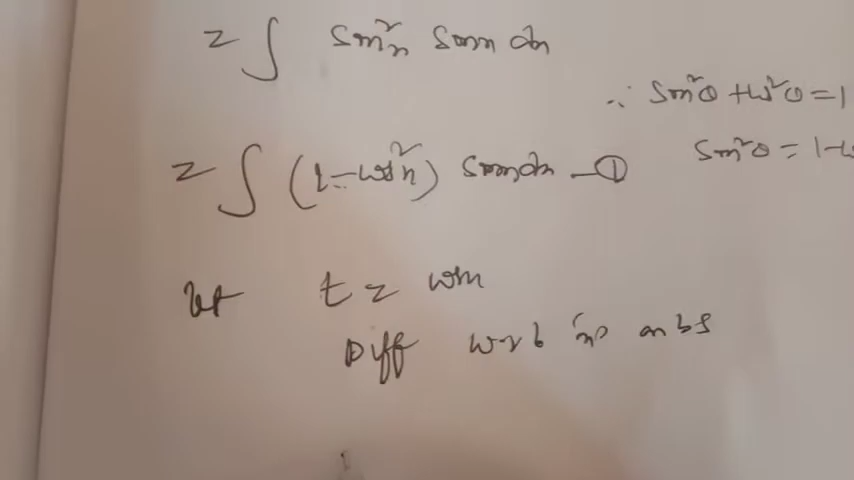 = ∫ sin²x sinx dx
∵ sin²θ + cos²θ = 1
= ∫ (1-cos²x) sinx dx —①
sin²θ = 1-
let t = cosx
Diff w.r.t 'x' on b.s